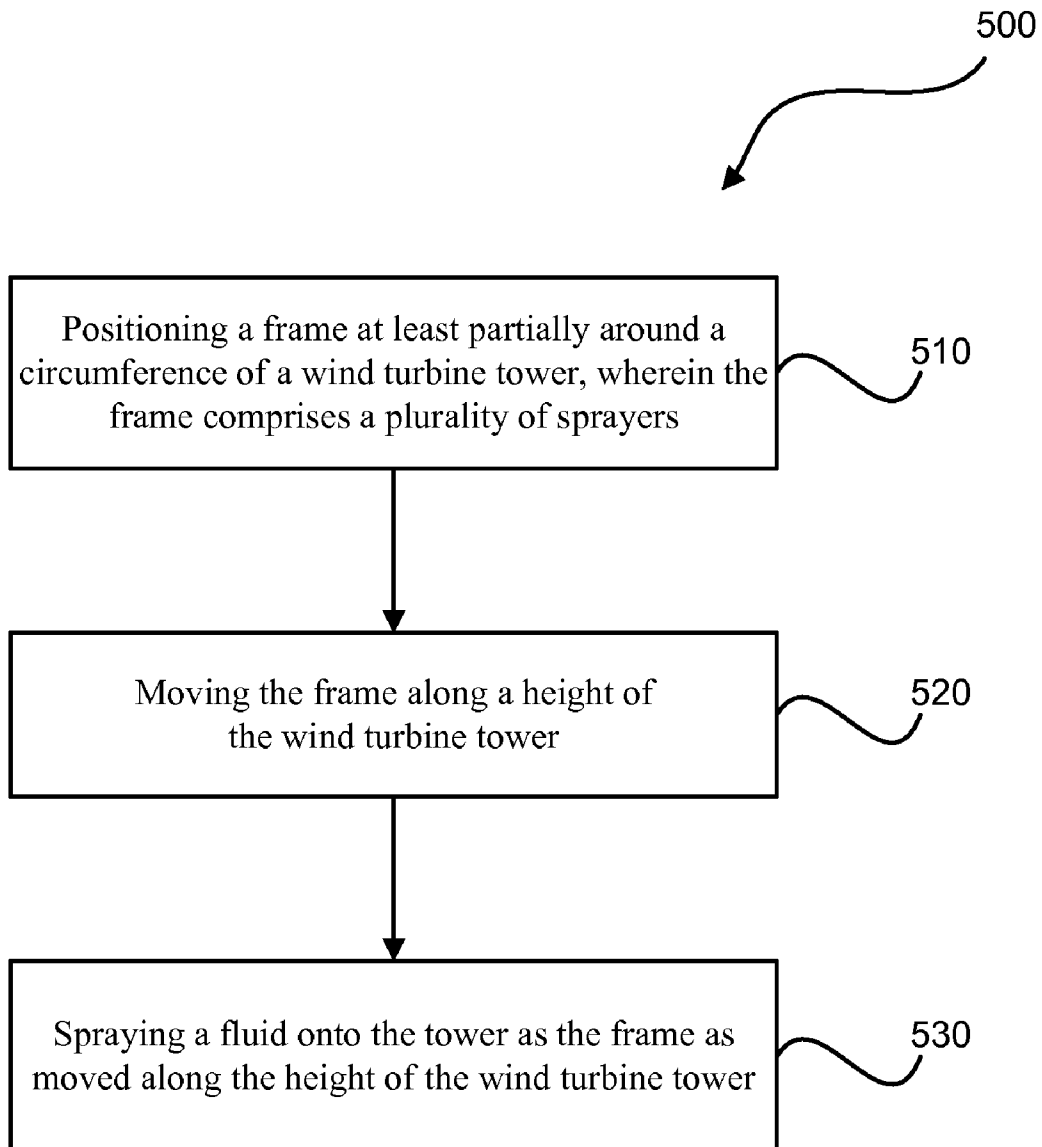 500
Positioning a frame at least partially around a
circumference of a wind turbine tower, wherein the
frame comprises a plurality of sprayers
510
Moving the frame along a height of
the wind turbine tower
520
Spraying a fluid onto the tower as the frame as
moved along the height of the wind turbine tower
530